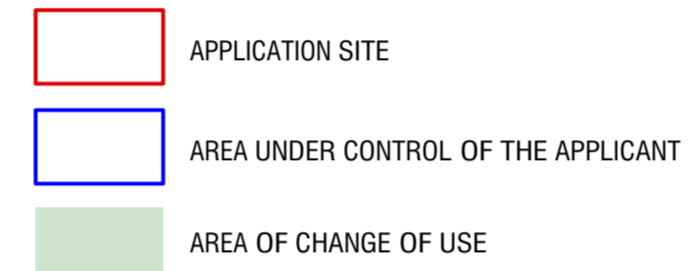 APPLICATION SITE
AREA UNDER CONTROL OF THE APPLICANT
AREA OF CHANGE OF USE